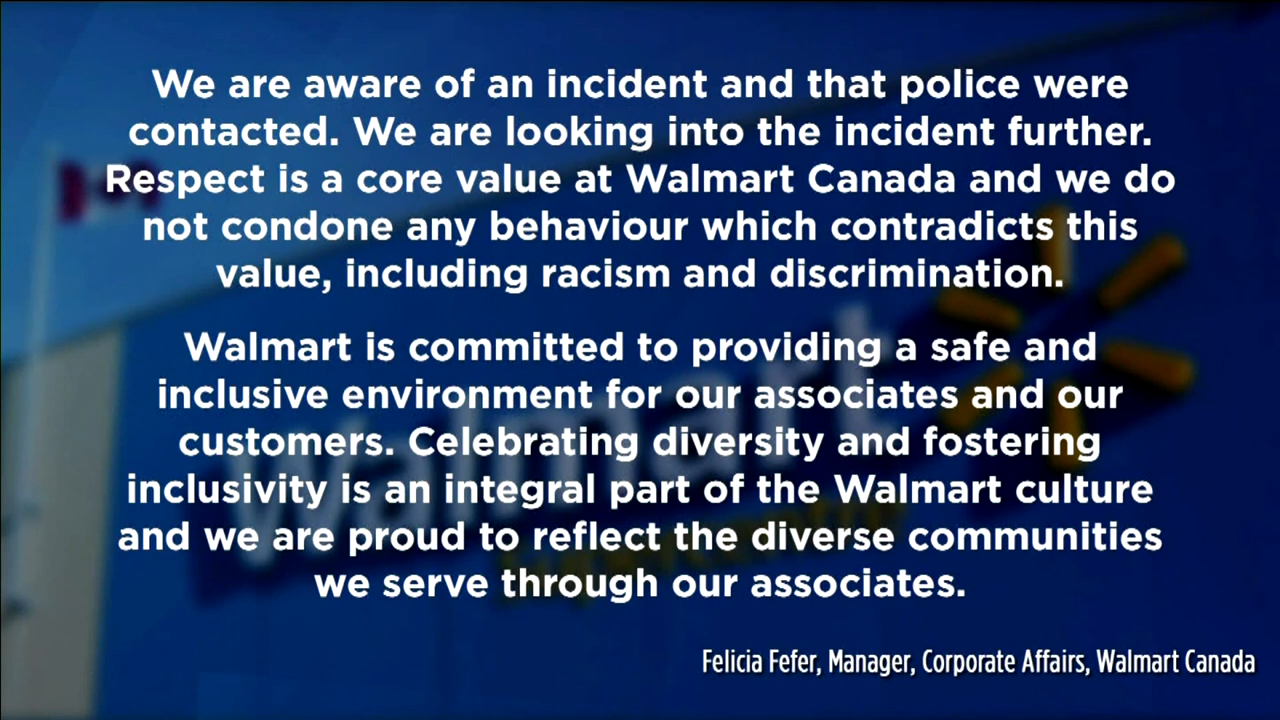 We are aware of an incident and that police were
contacted. We are looking into the incident further.
Respect is a core value at Walmart Canada and we do
not condone any behaviour which contradicts this
value, including racism and discrimination.
Walmart is committed to providing a safe and
inclusive environment for our associates and our
customers. Celebrating diversity and fostering
inclusivity is an integral part of the Walmart culture
and we are proud to reflect the diverse communities
we serve through our associates.
Felicia Fefer, Manager, Corporate Affairs, Walmart Canada
Walmart